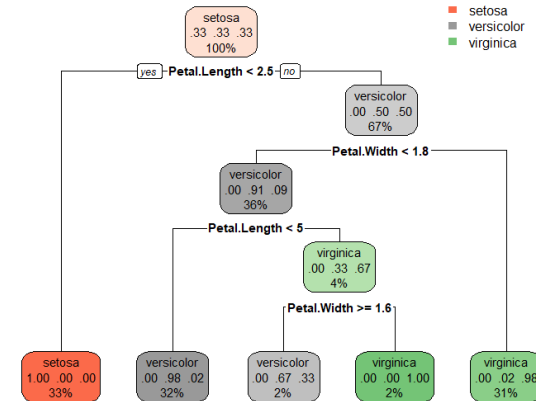 setosa
.33 .33 .33
100%
setosa
versicolor
virginica
yes Petal.Length < 2.5 no
versicolor
.00 .50 .50
67%
Petal.Width < 1.8
versicolor
.00 .91 .09
36%
Petal.Length < 5
virginica
.00 .33 .67
4%
Petal.Width >= 1.6
setosa
1.00 .00 .00
33%
versicolor
.00 .98 .02
32%
versicolor
.00 .67 .33
2%
virginica
.00 .00 1.00
2%
virginica
.00 .02 .98
31%